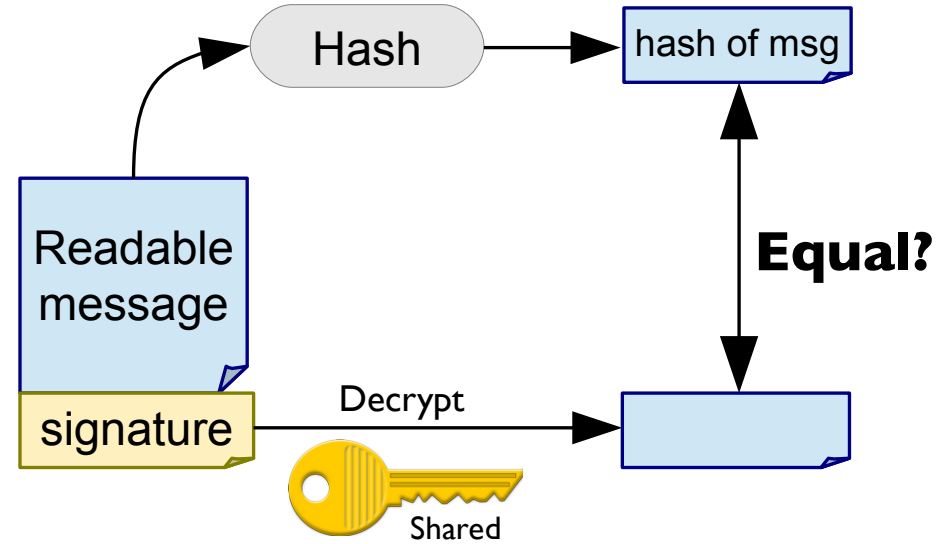 Hash
hash of msg
Readable
message
Equal?
Decrypt
signature
Shared